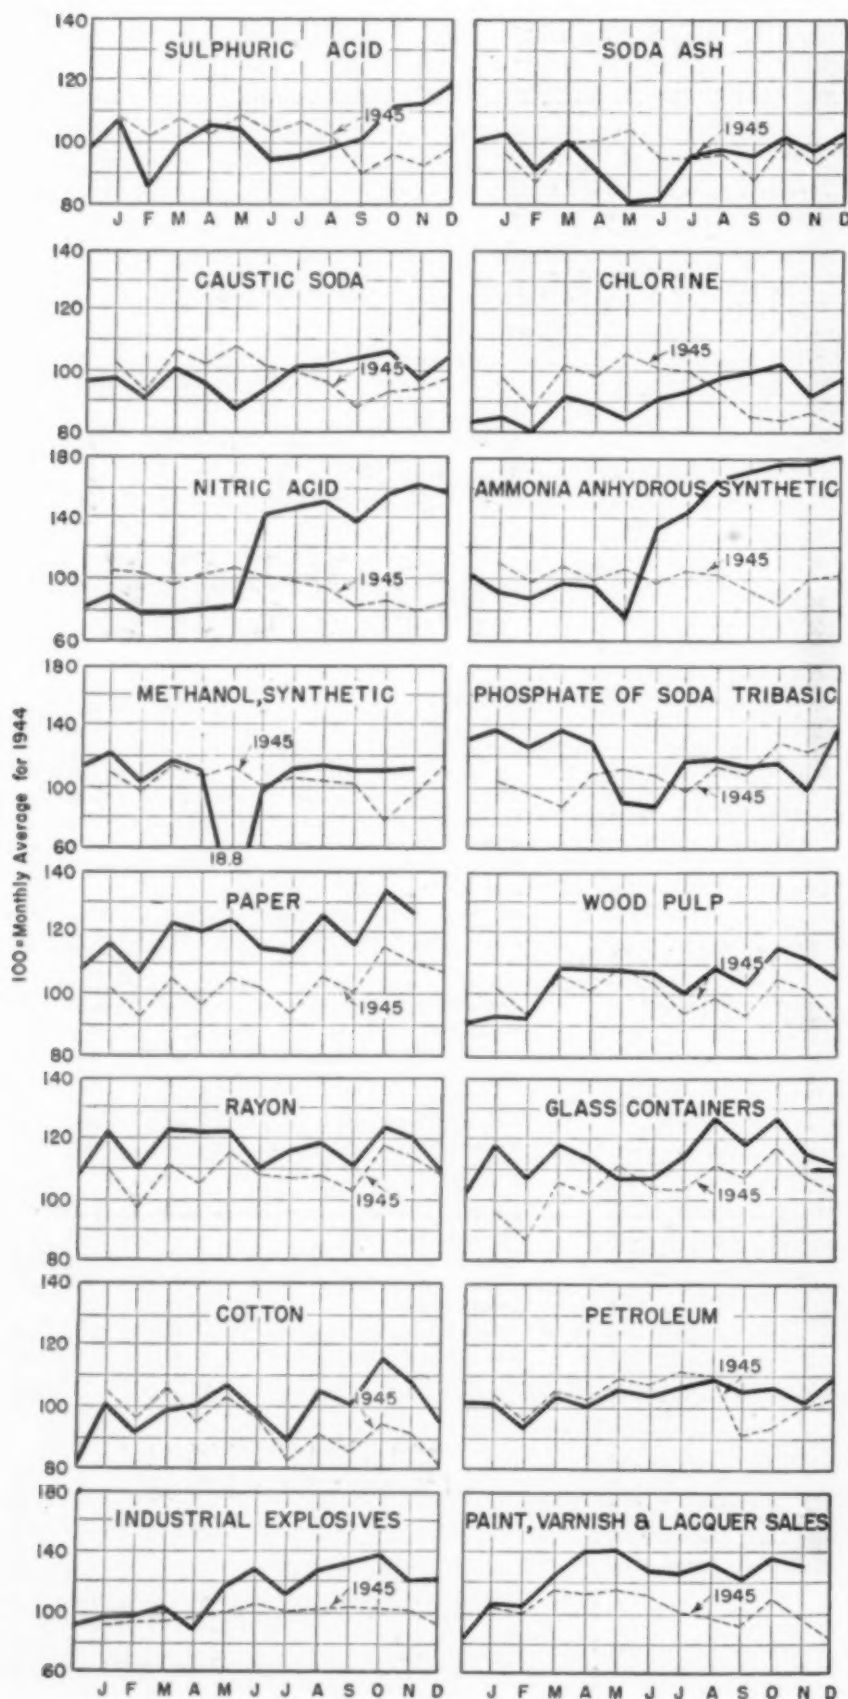 100=Monthly Average for 1944
SULPHURIC ACID
140
120
100
80
1945
J F M A M J J A S O N D
SODA ASH
1945
J F M A M J J A S O N D
CAUSTIC SODA
140
120
100
80
1945
CHLORINE
1945
NITRIC ACID
180
140
100
60
1945
AMMONIA ANHYDROUS SYNTHETIC
1945
METHANOL, SYNTHETIC
180
140
100
60
1945
18.8
PHOSPHATE OF SODA TRIBASIC
1945
PAPER
140
120
100
80
1945
WOOD PULP
1945
RAYON
140
120
100
80
1945
GLASS CONTAINERS
1945
COTTON
140
120
100
80
1945
PETROLEUM
1945
INDUSTRIAL EXPLOSIVES
180
140
100
60
1945
J F M A M J J A S O N D
PAINT, VARNISH & LACQUER SALES
1945
J F M A M J J A S O N D